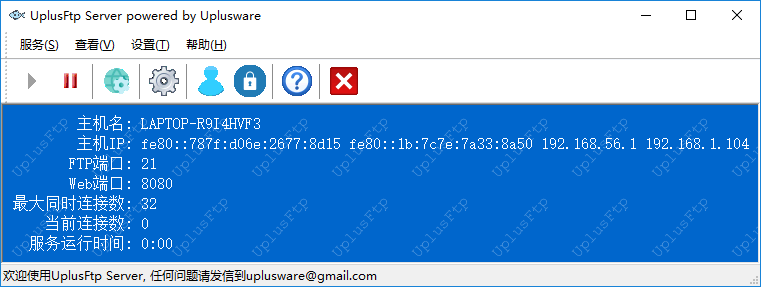 UplusFtp Server powered by Uplusware
服务(S) 查看(V) 设置(T) 帮助(H)
主机名: LAPTOP-R9I4HVF3
主机IP: fe80::787f:d06e:2677:8d15 fe80::1b:7c7e:7a33:8a50 192.168.56.1 192.168.1.104
FTP端口: 21
Web端口: 8080
最大同时连接数: 32
当前连接数: 0
服务运行时间: 0:00
UplusFtp UplusFtp UplusFtp UplusFtp UplusFtp UplusFtp UplusFtp
UplusFtp UplusFtp UplusFtp UplusFtp UplusFtp UplusFtp UplusFtp
欢迎使用UplusFtp Server, 任何问题请发信到uplusware@gmail.com